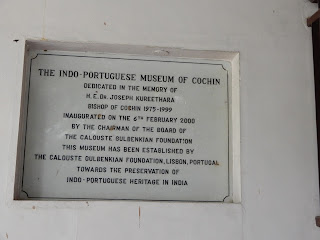 THE INDO-PORTUGUESE MUSEUM OF COCHIN
DEDICATED IN THE MEMORY OF
H.E.DR. JOSEPH KUREETHARA
BISHOP OF COCHIN 1975-1999
INAUGURATED ON THE 6TH FEBRUARY 2000
BY THE CHAIRMAN OF THE BOARD OF
THE CALOUSTE GULBENKIAN FOUNDATION
THIS MUSEUM HAS BEEN ESTABLISHED BY
THE CALOUSTE GULBENKIAN FOUNDATION, LISBON, PORTUGAL
TOWARDS THE PRESERVATION OF
INDO-PORTUGUESE HERITAGE IN INDIA